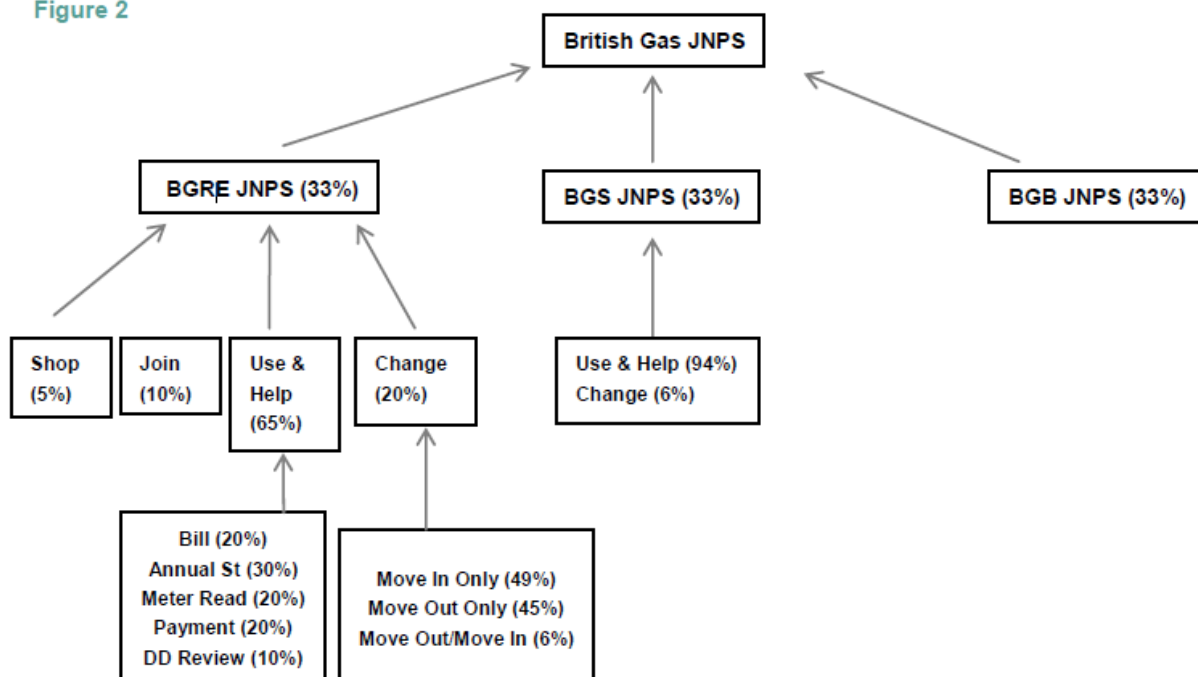 Figure 2
British Gas JNPS
BGRE JNPS (33%)
BGS JNPS (33%)
BGB JNPS (33%)
Shop
(5%)
Join
(10%)
Use &
Help
(65%)
Change
(20%)
Use & Help (94%)
Change (6%)
Bill (20%)
Annual St (30%)
Meter Read (20%)
Payment (20%)
DD Review (10%)
Move In Only (49%)
Move Out Only (45%)
Move Out/Move In (6%)